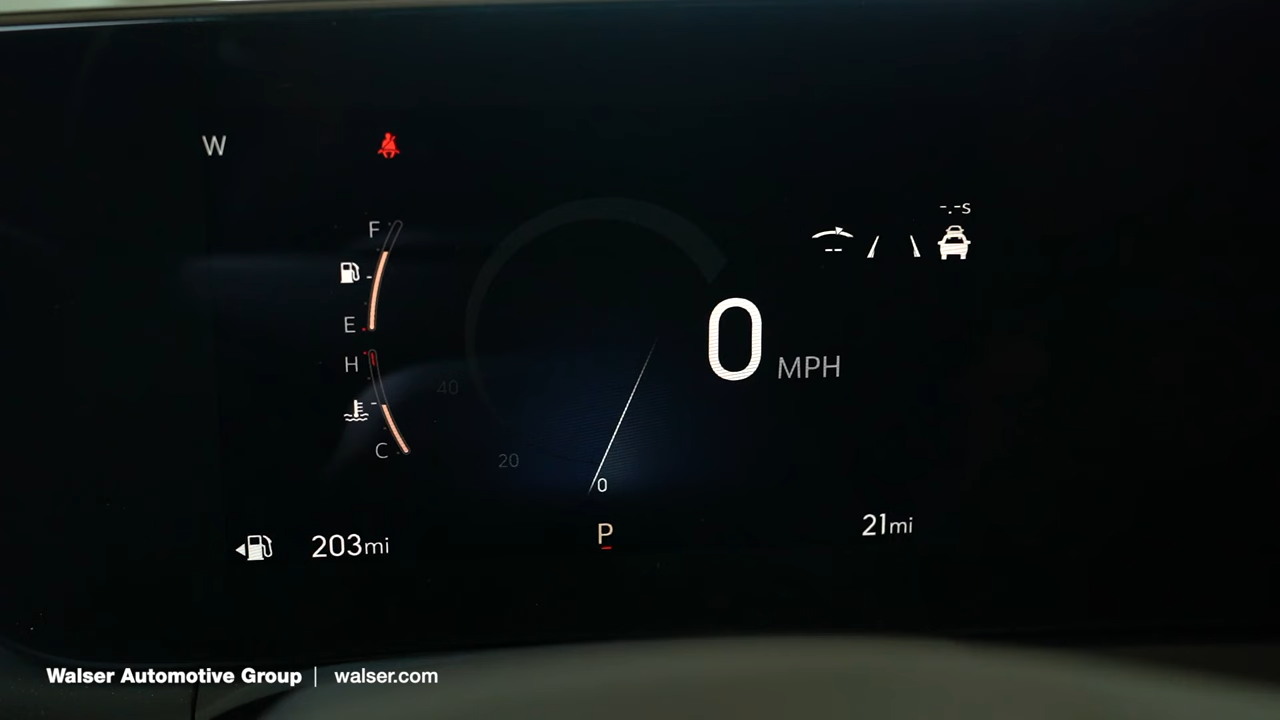 W
-.-s
F
--
E
0 MPH
H
40
C
20
0
21mi
P
203mi
Walser Automotive Group | walser.com